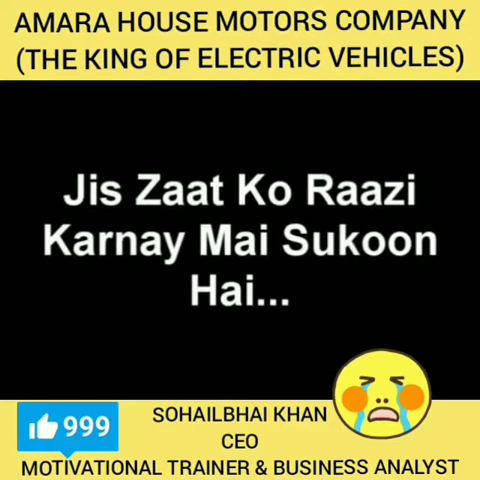 AMARA HOUSE MOTORS COMPANY
(THE KING OF ELECTRIC VEHICLES)
Jis Zaat Ko Raazi
Karnay Mai Sukoon
Hai...
999
SOHAILBHAI KHAN
CEO
MOTIVATIONAL TRAINER & BUSINESS ANALYST